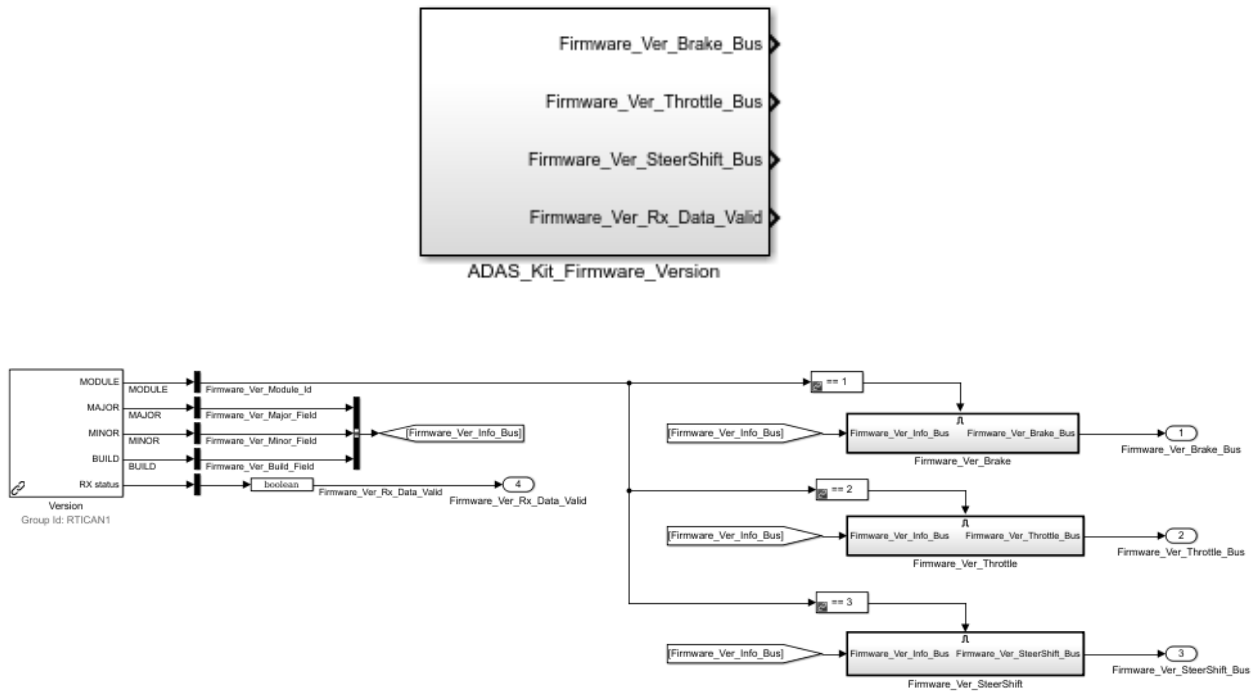 Firmware_Ver_Brake_Bus
Firmware_Ver_Throttle_Bus
Firmware_Ver_SteerShift_Bus
Firmware_Ver_Rx_Data_Valid
ADAS_Kit_Firmware_Version
MODULE
MODULE
Firmware_Ver_Module_Id
MAJOR
MAJOR
Firmware_Ver_Major_Field
MINOR
MINOR
Firmware_Ver_Minor_Field
[Firmware_Ver_Info_Bus]
BUILD
BUILD
Firmware_Ver_Build_Field
RX status
boolean
Firmware_Ver_Rx_Data_Valid
4
Firmware_Ver_Rx_Data_Valid
Version
Group Id: RTICAN1
== 1
[Firmware_Ver_Info_Bus]
Firmware_Ver_Info_Bus
Firmware_Ver_Brake_Bus
Firmware_Ver_Brake
1
Firmware_Ver_Brake_Bus
== 2
[Firmware_Ver_Info_Bus]
Firmware_Ver_Info_Bus
Firmware_Ver_Throttle_Bus
Firmware_Ver_Throttle
2
Firmware_Ver_Throttle_Bus
== 3
[Firmware_Ver_Info_Bus]
Firmware_Ver_Info_Bus
Firmware_Ver_SteerShift_Bus
Firmware_Ver_SteerShift
3
Firmware_Ver_SteerShift_Bus